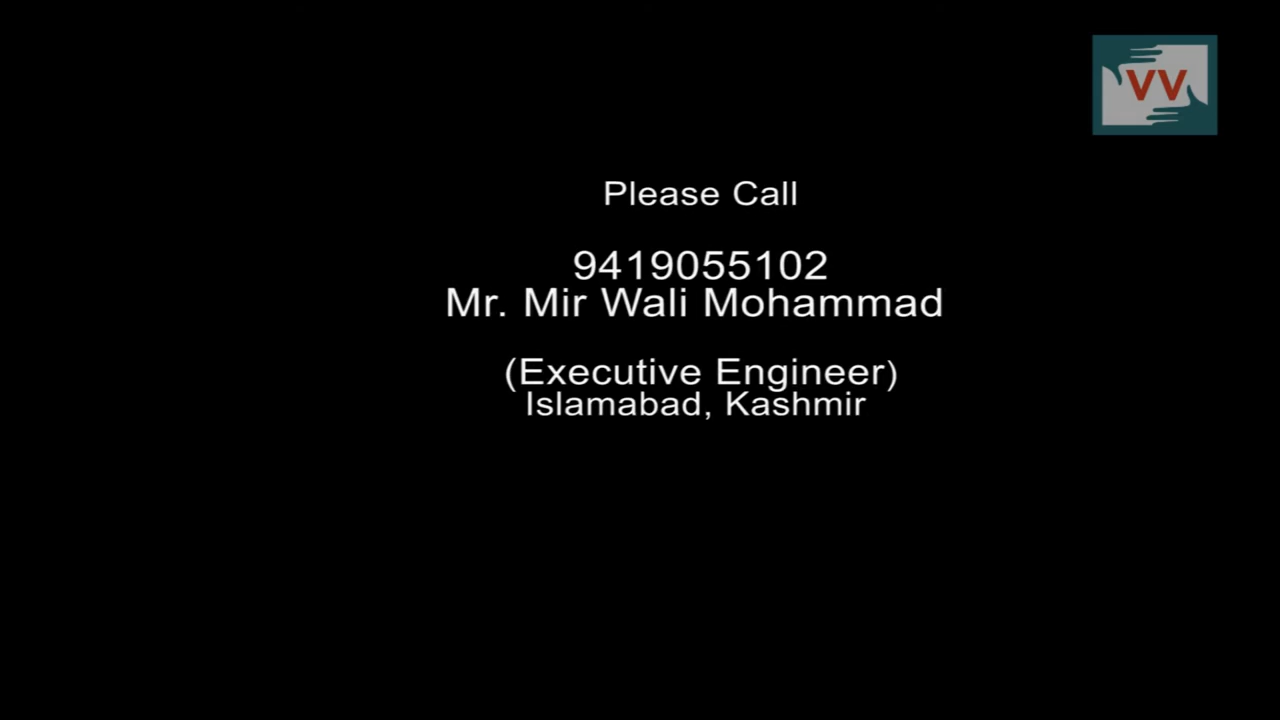 VV
Please Call
9419055102
Mr. Mir Wali Mohammad
(Executive Engineer)
Islamabad, Kashmir